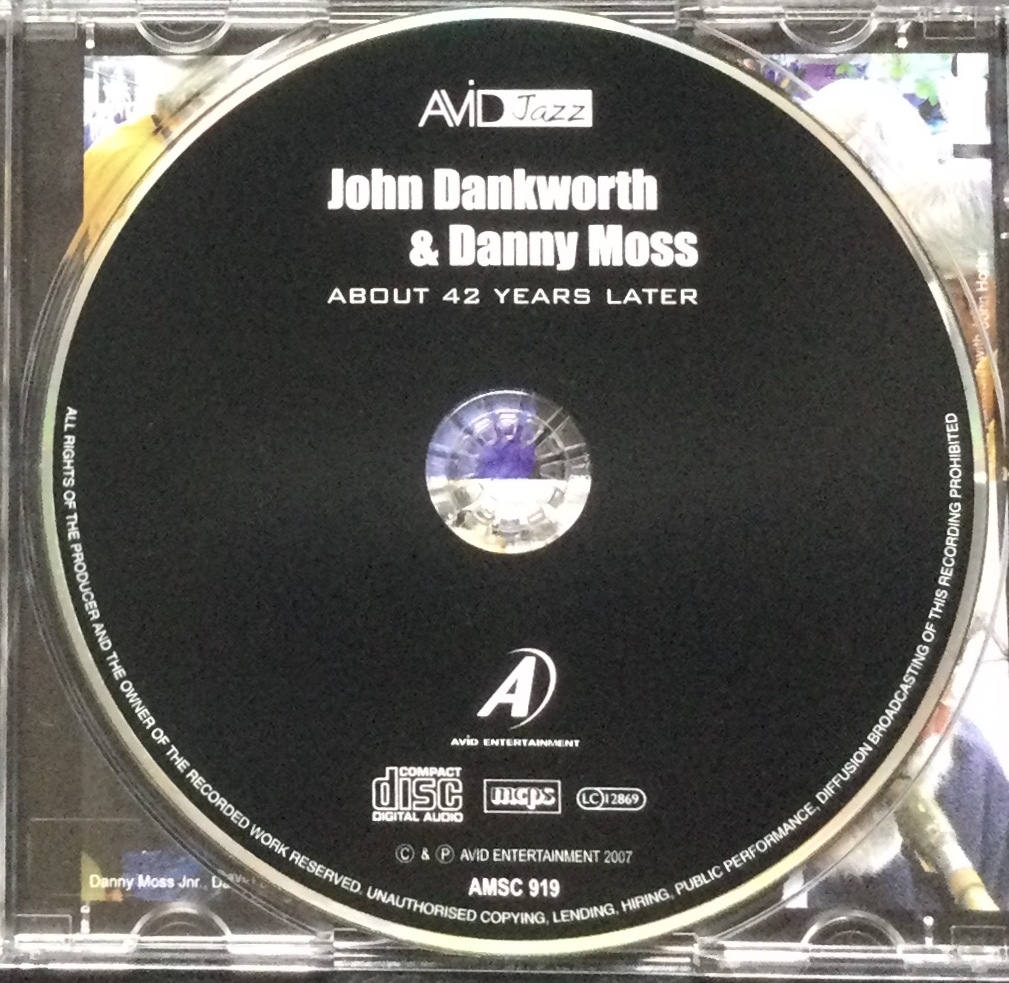 AViD Jazz
John Dankworth
& Danny Moss
ABOUT 42 YEARS LATER
ALL RIGHTS OF THE PRODUCER AND THE OWNER OF THE RECORDED WORK RESERVED. UNAUTHORISED COPYING, LENDING, HIRING, PUBLIC PERFORMANCE, DIFFUSION BROADCASTING OF THIS RECORDING PROHIBITED
A
AViD ENTERTAINMENT
COMPACT
disc
DIGITAL AUDIO
mcps
LC 12869
© & ℗ AVID ENTERTAINMENT 2007
AMSC 919
Danny Moss Jnr.,
with John